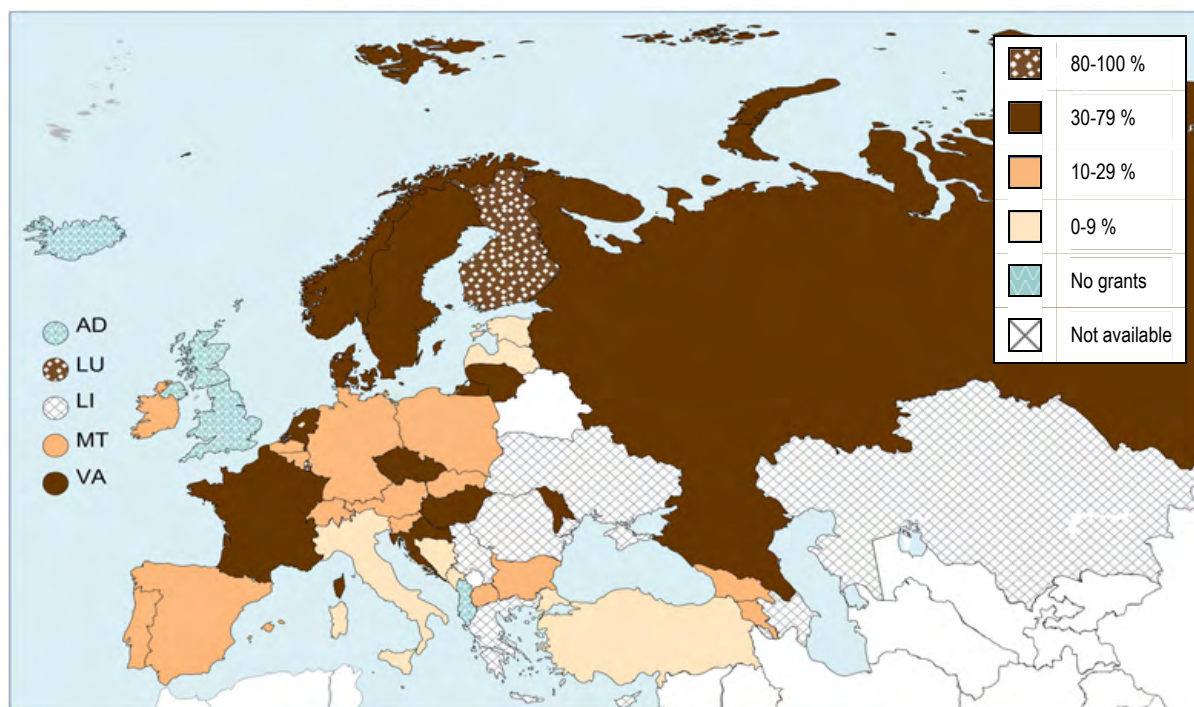 80-100 %
30-79 %
10-29 %
0-9 %
No grants
Not available
AD
LU
LI
MT
VA